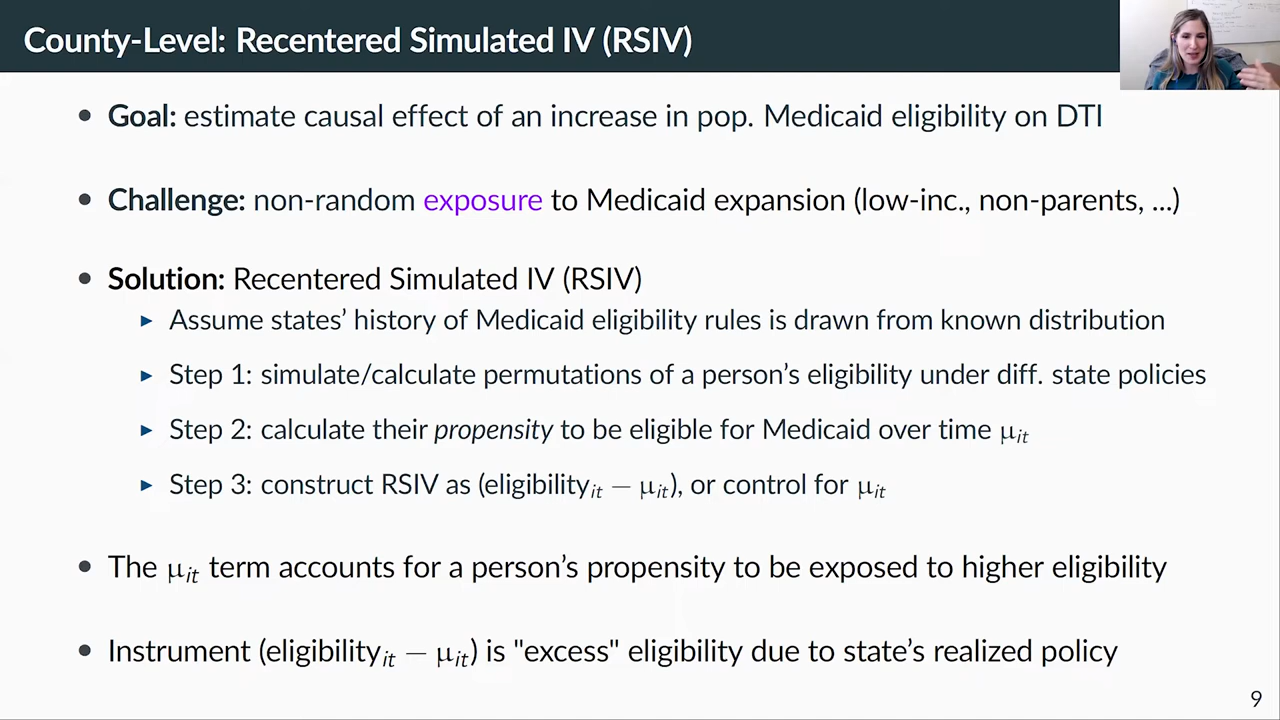 County-Level: Recentered Simulated IV (RSIV)
• Goal: estimate causal effect of an increase in pop. Medicaid eligibility on DTI
• Challenge: non-random exposure to Medicaid expansion (low-inc., non-parents, ...)
• Solution: Recentered Simulated IV (RSIV)
▶ Assume states' history of Medicaid eligibility rules is drawn from known distribution
▶ Step 1: simulate/calculate permutations of a person's eligibility under diff. state policies
▶ Step 2: calculate their propensity to be eligible for Medicaid over time μit
▶ Step 3: construct RSIV as (eligibilityit − μit), or control for μit
• The μit term accounts for a person's propensity to be exposed to higher eligibility
• Instrument (eligibilityit − μit) is "excess" eligibility due to state's realized policy
9